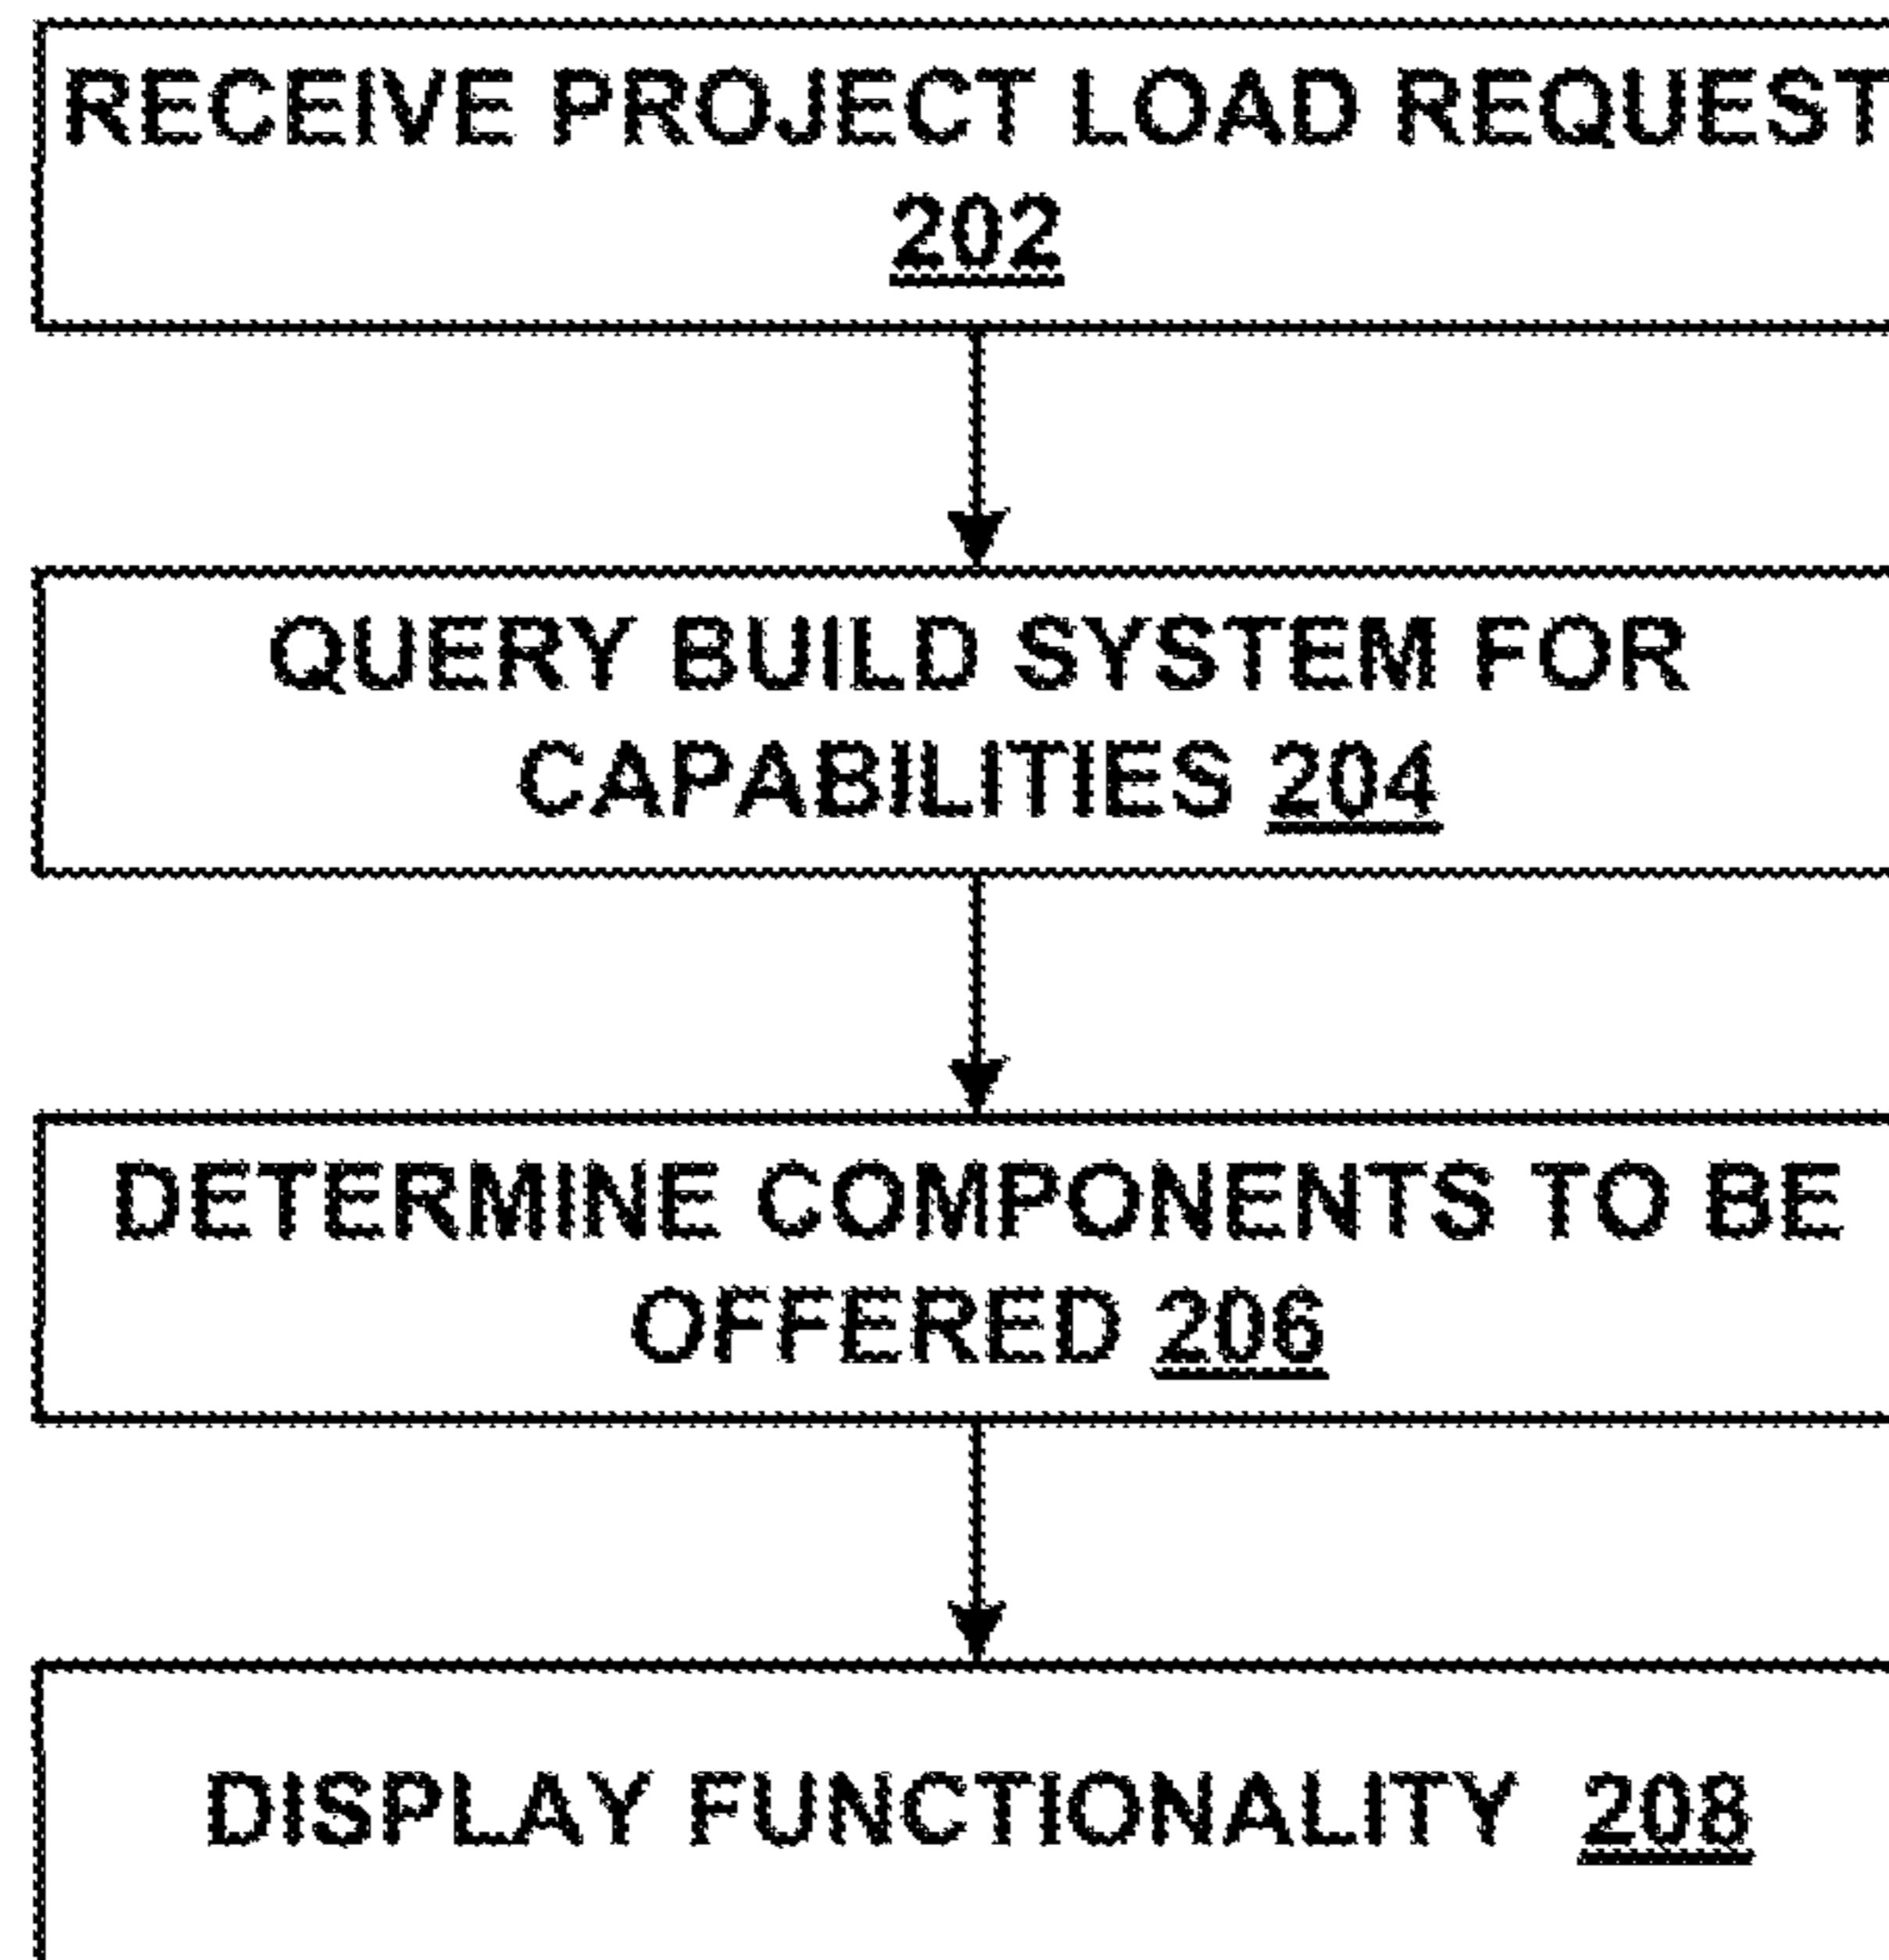 RECEIVE PROJECT LOAD REQUEST
202
QUERY BUILD SYSTEM FOR
CAPABILITIES 204
DETERMINE COMPONENTS TO BE
OFFERED 206
DISPLAY FUNCTIONALITY 208